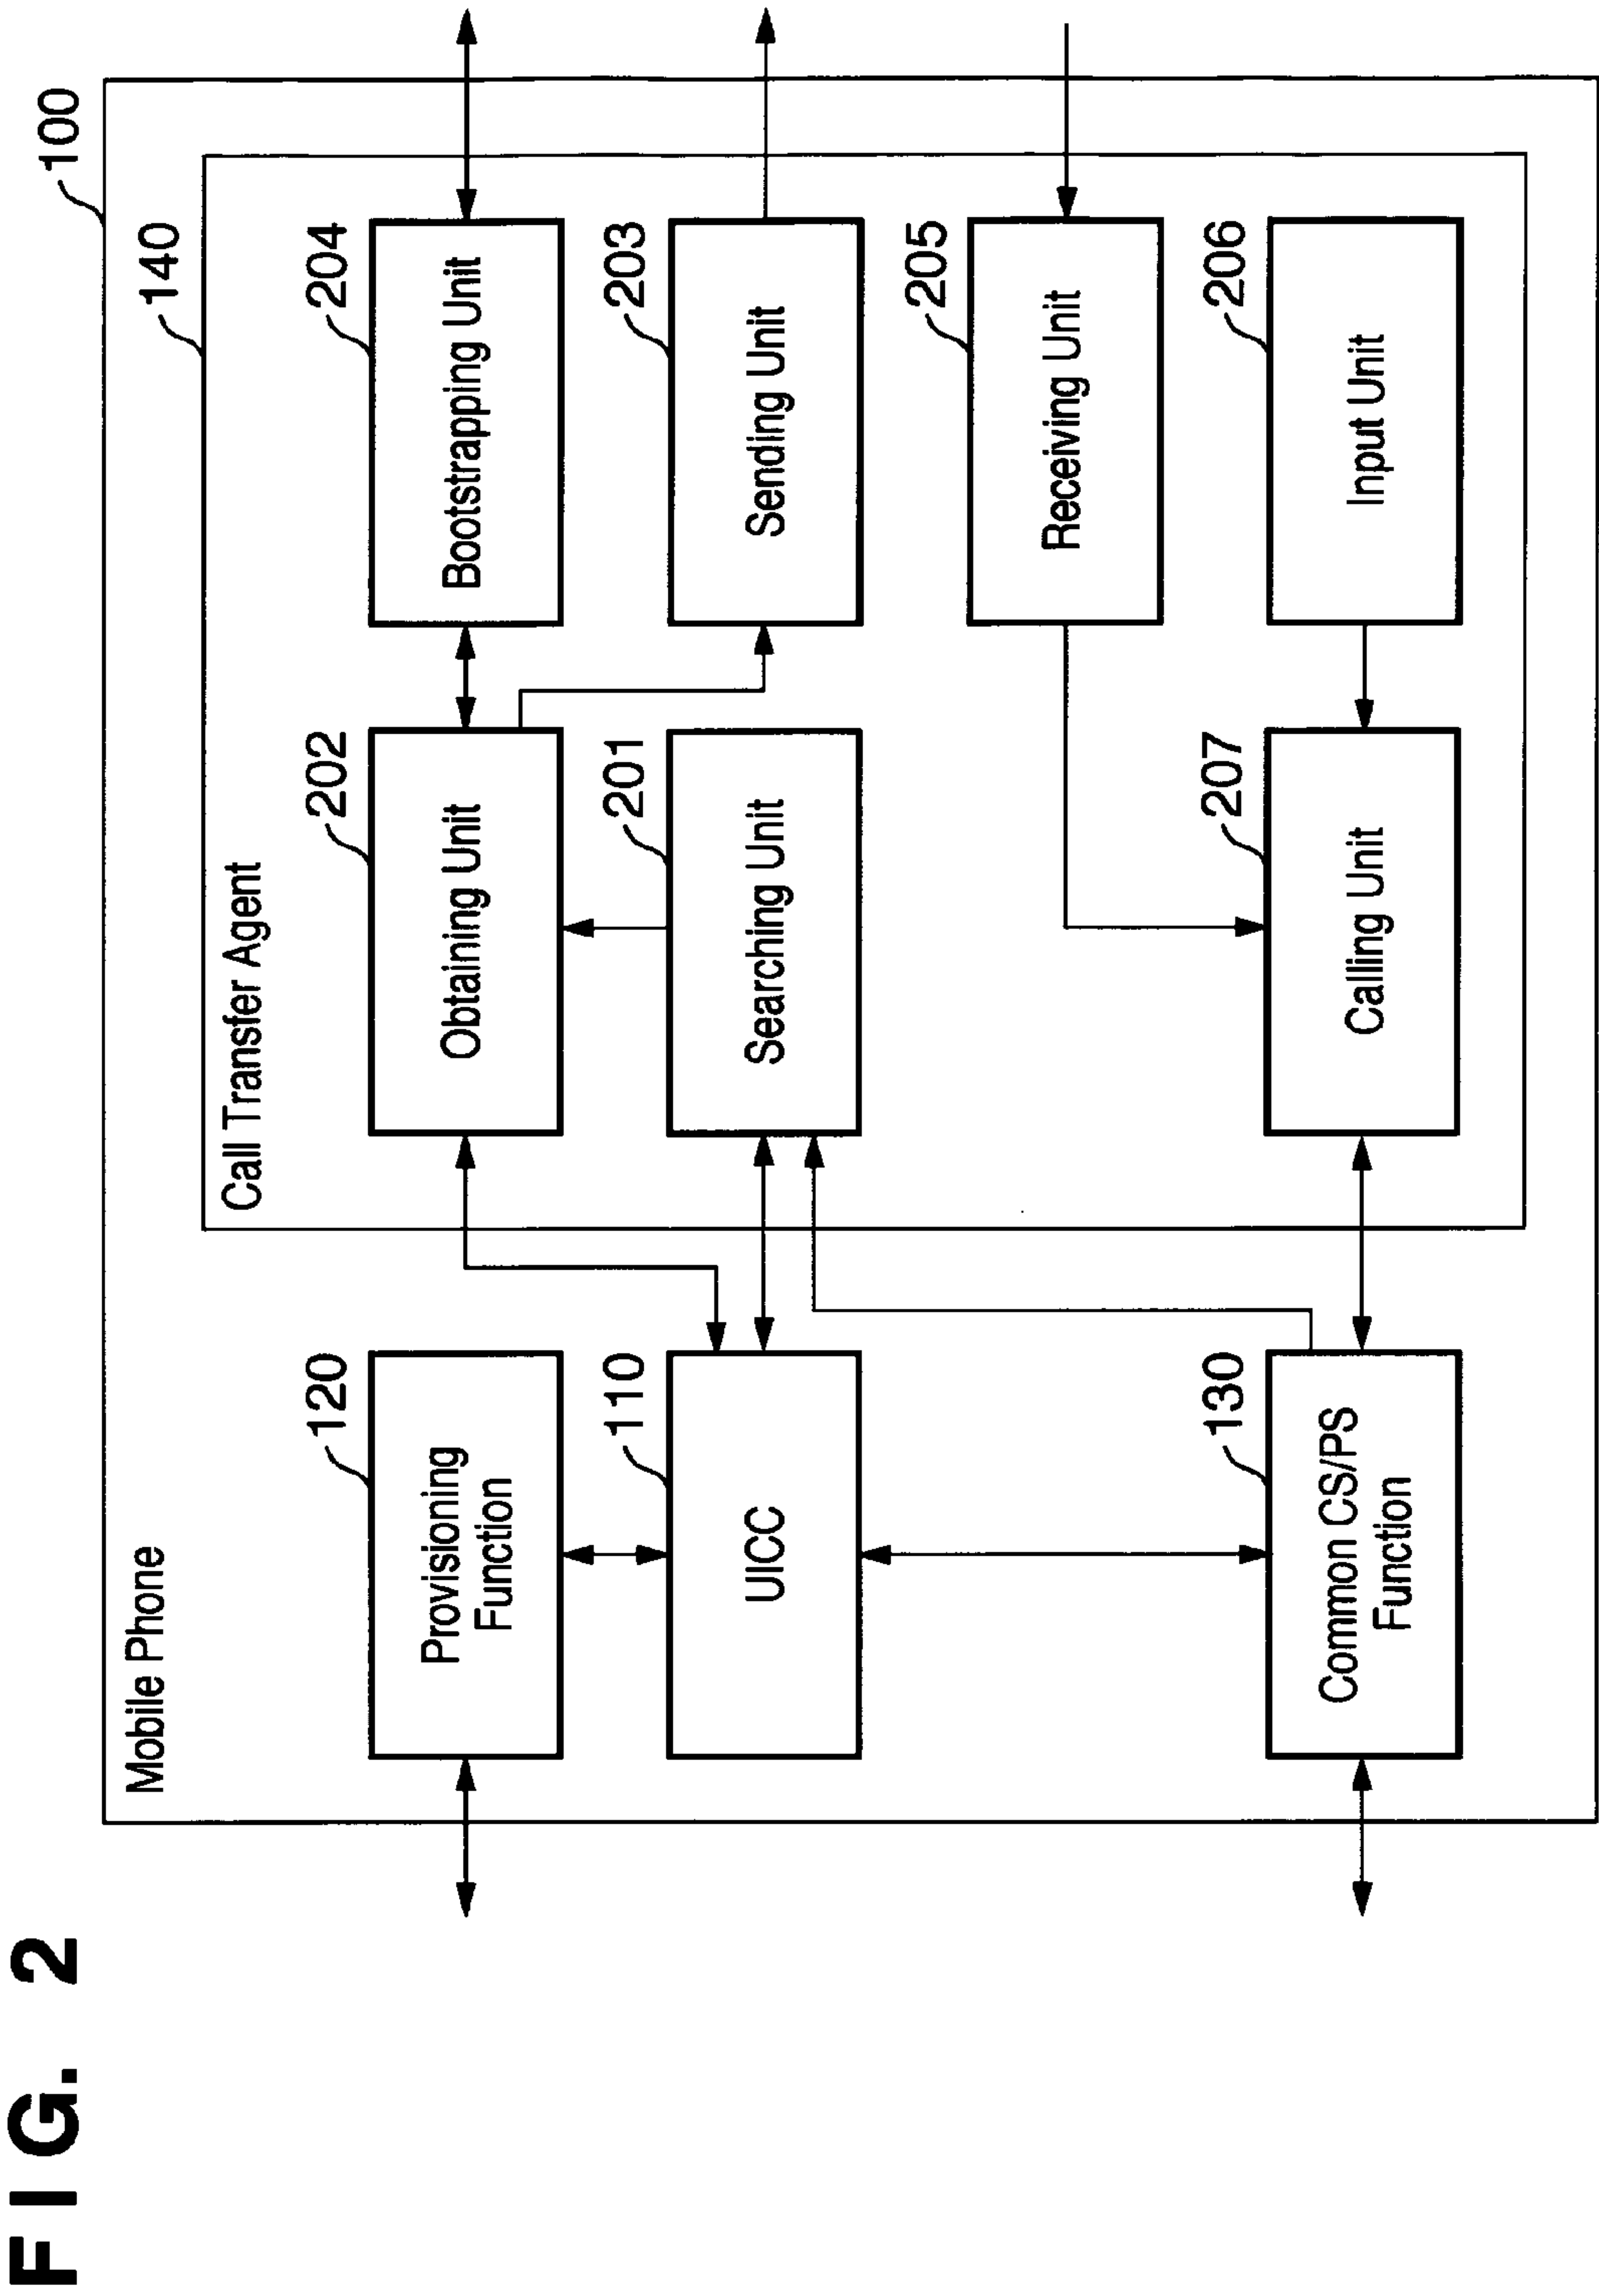 FIG. 2
100
Mobile Phone
140
Call Transfer Agent
120
Provisioning
Function
202
Obtaining Unit
204
Bootstrapping Unit
110
UICC
201
Searching Unit
203
Sending Unit
205
Receiving Unit
130
Common CS/PS
Function
207
Calling Unit
206
Input Unit